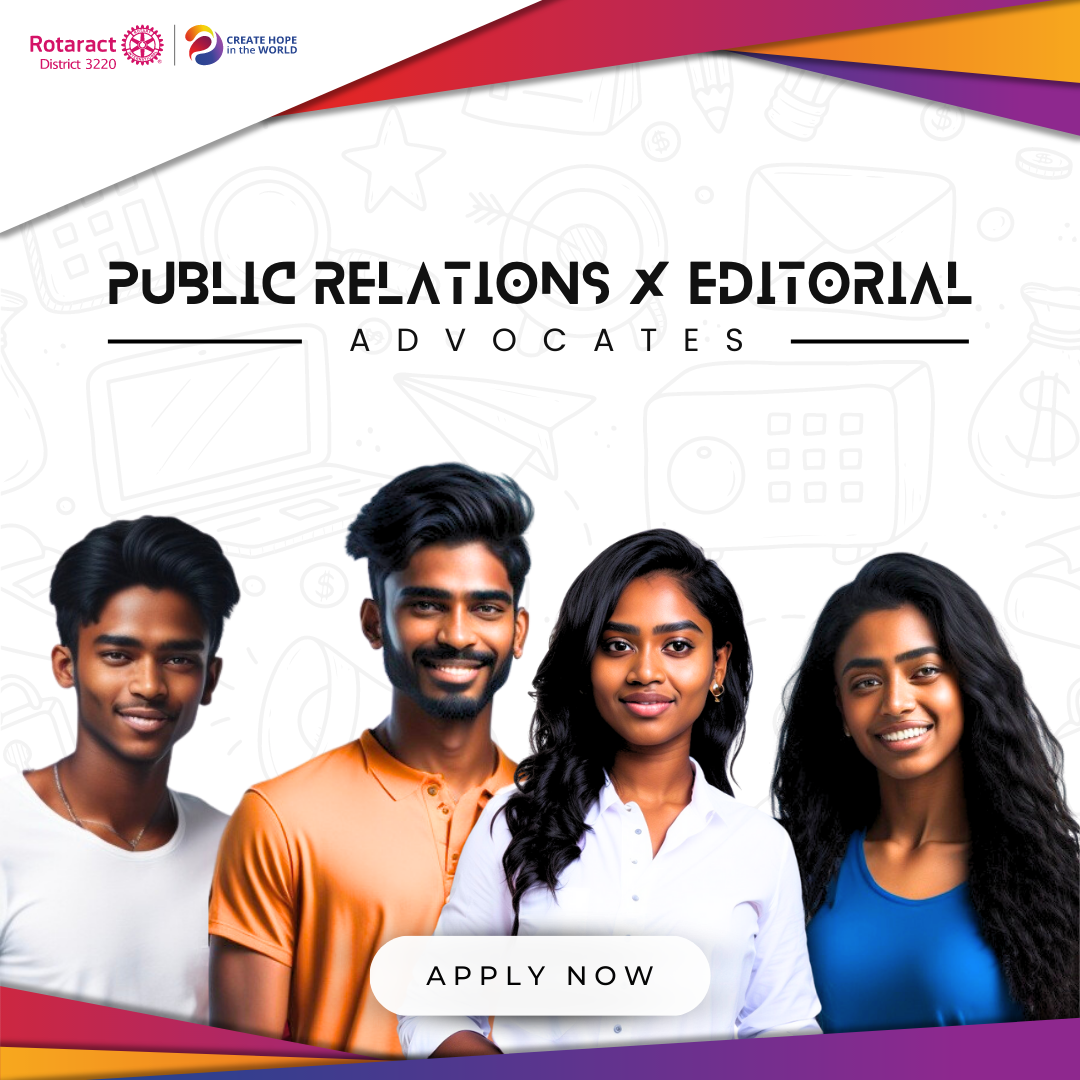 Rotaract
District 3220
CREATE HOPE
in the WORLD
PUBLIC RELATIONS X EDITORIAL
ADVOCATES
APPLY NOW